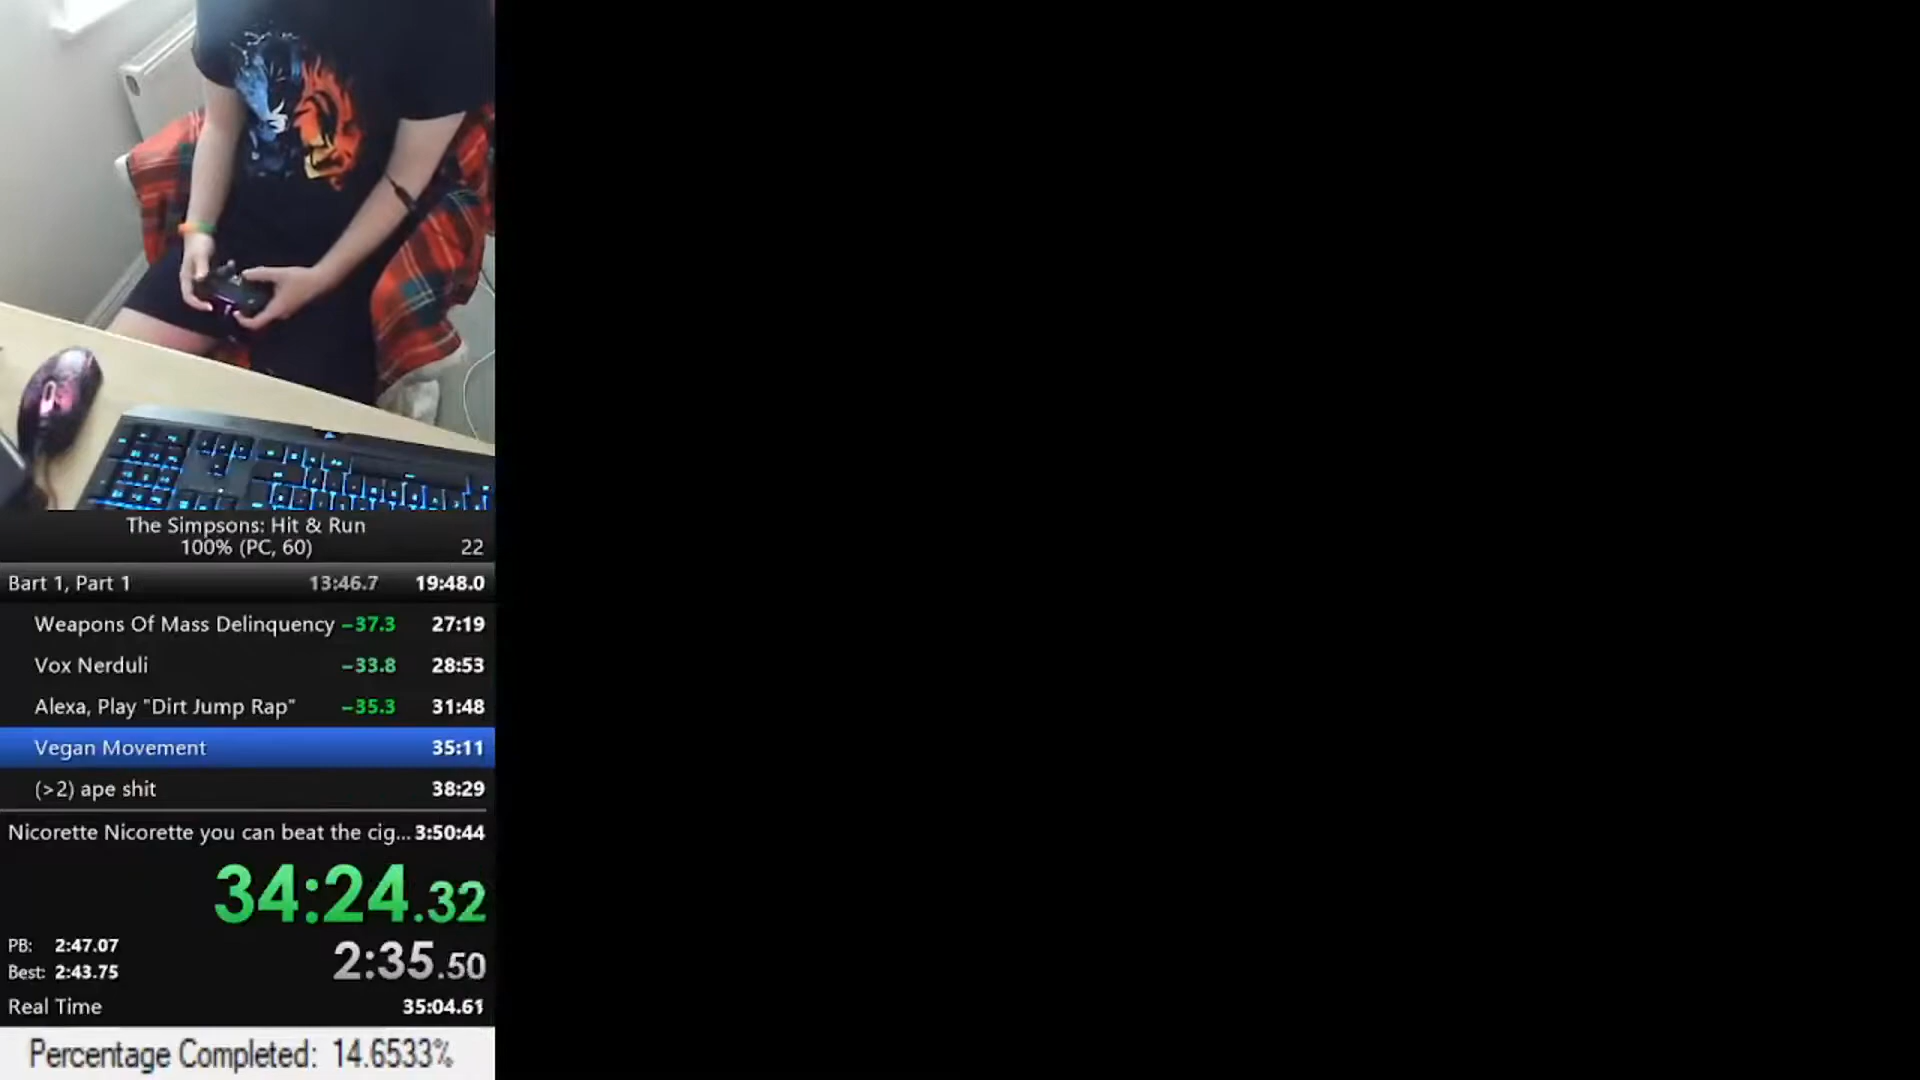 The Simpsons: Hit & Run
100% (PC, 60) 22
Bart 1, Part 1 13:46.7 19:48.0
Weapons Of Mass Delinquency −37.3 27:19
Vox Nerduli −33.8 28:53
Alexa, Play "Dirt Jump Rap" −35.3 31:48
Vegan Movement 35:11
(>2) ape shit 38:29
Nicorette Nicorette you can beat the cig... 3:50:44
34:24.32
PB: 2:47.07 2:35.50
Best: 2:43.75
Real Time 35:04.61
Percentage Completed: 14.6533%